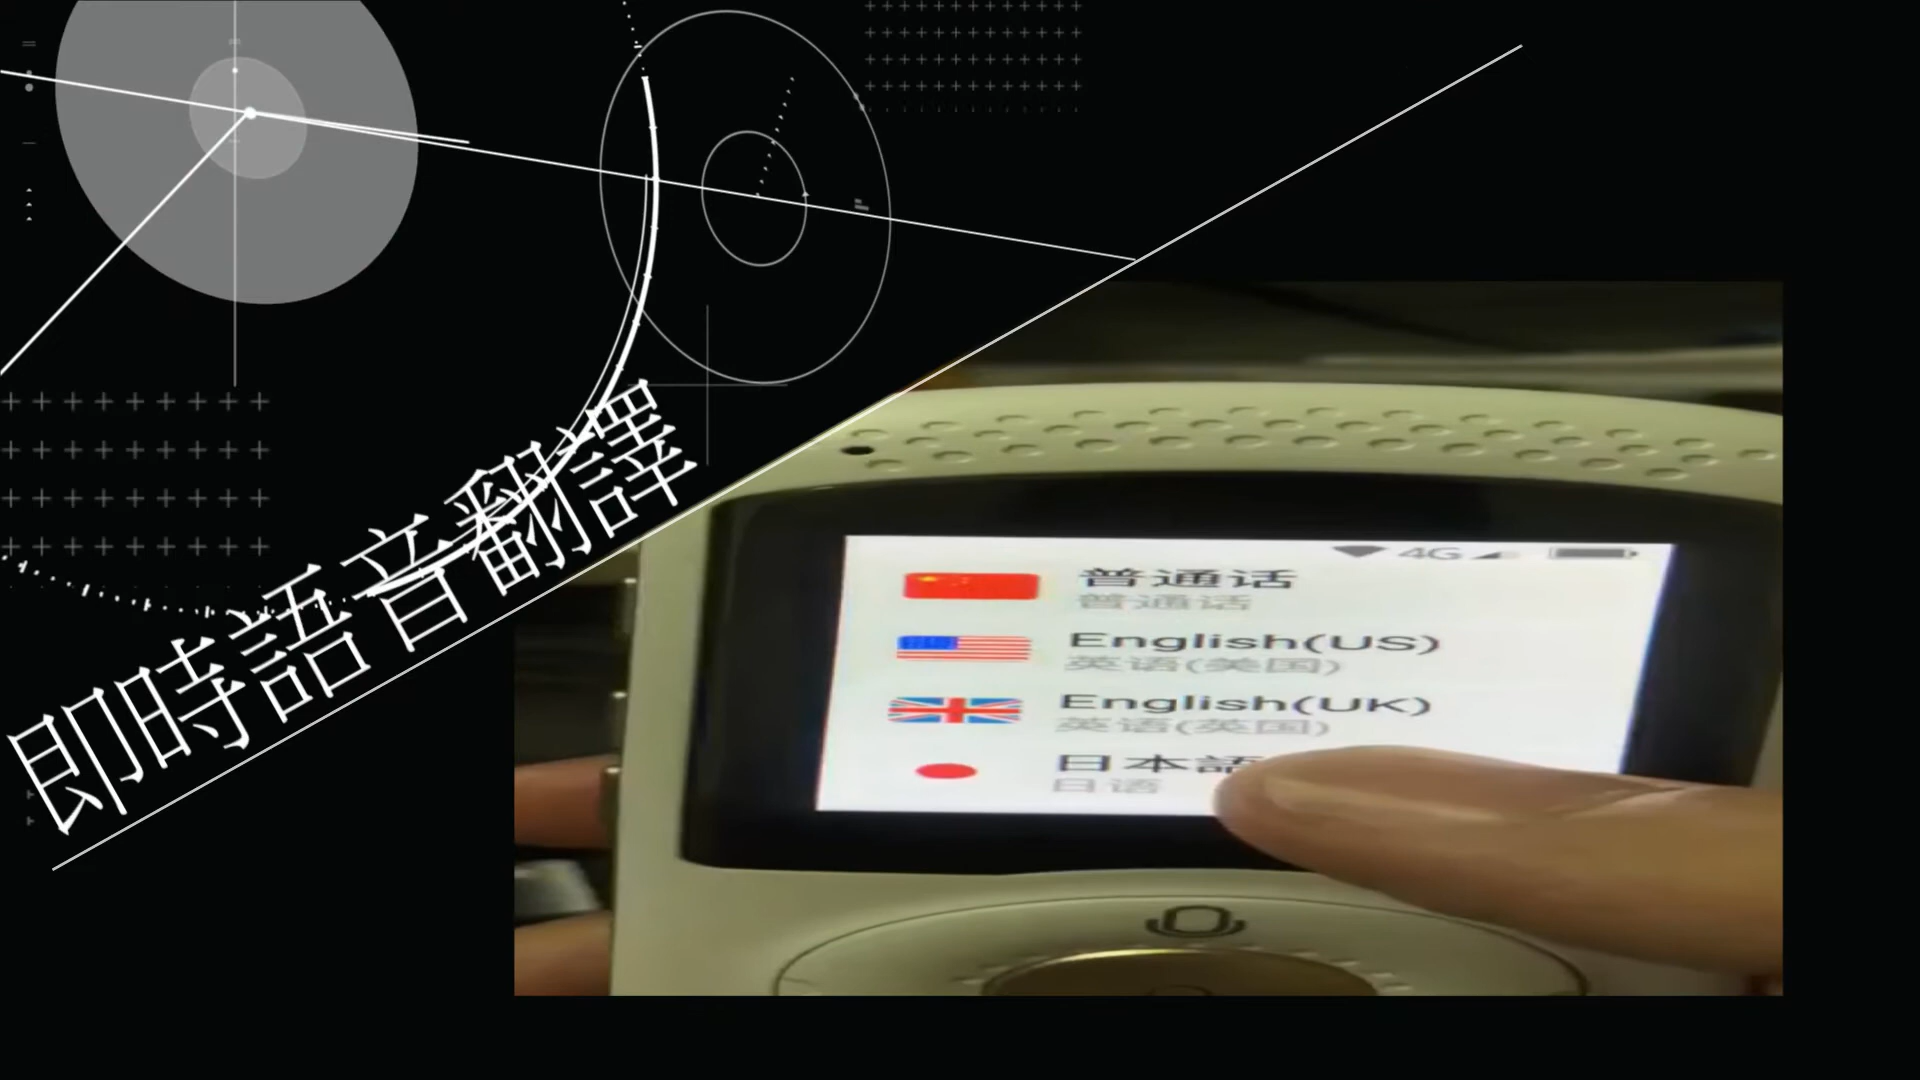 即時語音翻譯
4G
普通话
普通话
English(US)
英语(美国)
English(UK)
英语(英国)
日本語
日语